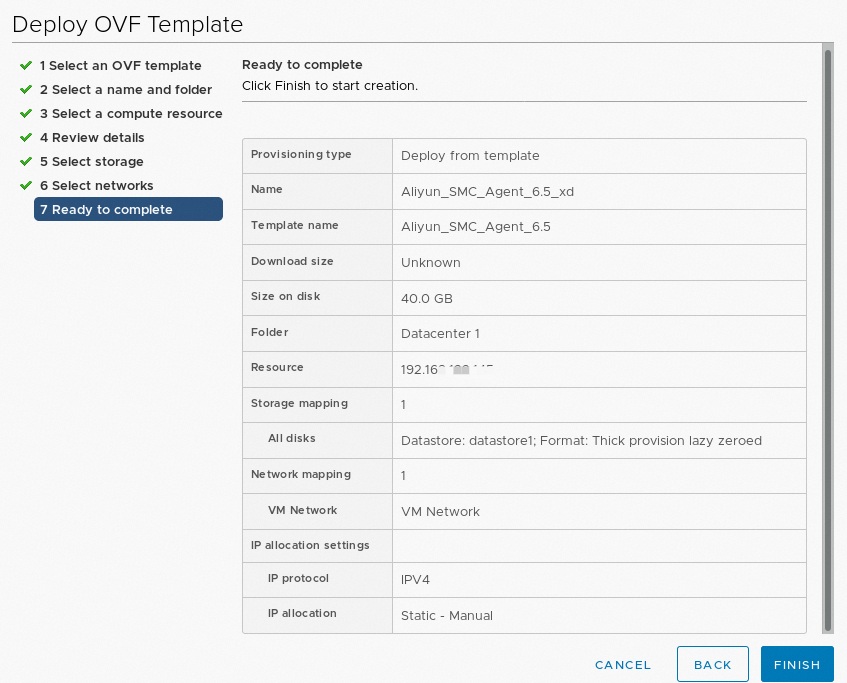 Deploy OVF Template
1 Select an OVF template
2 Select a name and folder
3 Select a compute resource
4 Review details
5 Select storage
6 Select networks
7 Ready to complete
Ready to complete
Click Finish to start creation.
Provisioning type Deploy from template
Name Aliyun_SMC_Agent_6.5_xd
Template name Aliyun_SMC_Agent_6.5
Download size Unknown
Size on disk 40.0 GB
Folder Datacenter 1
Resource
Storage mapping 1
All disks Datastore: datastore1; Format: Thick provision lazy zeroed
Network mapping 1
VM Network VM Network
IP allocation settings
IP protocol IPV4
IP allocation Static - Manual
CANCEL BACK FINISH